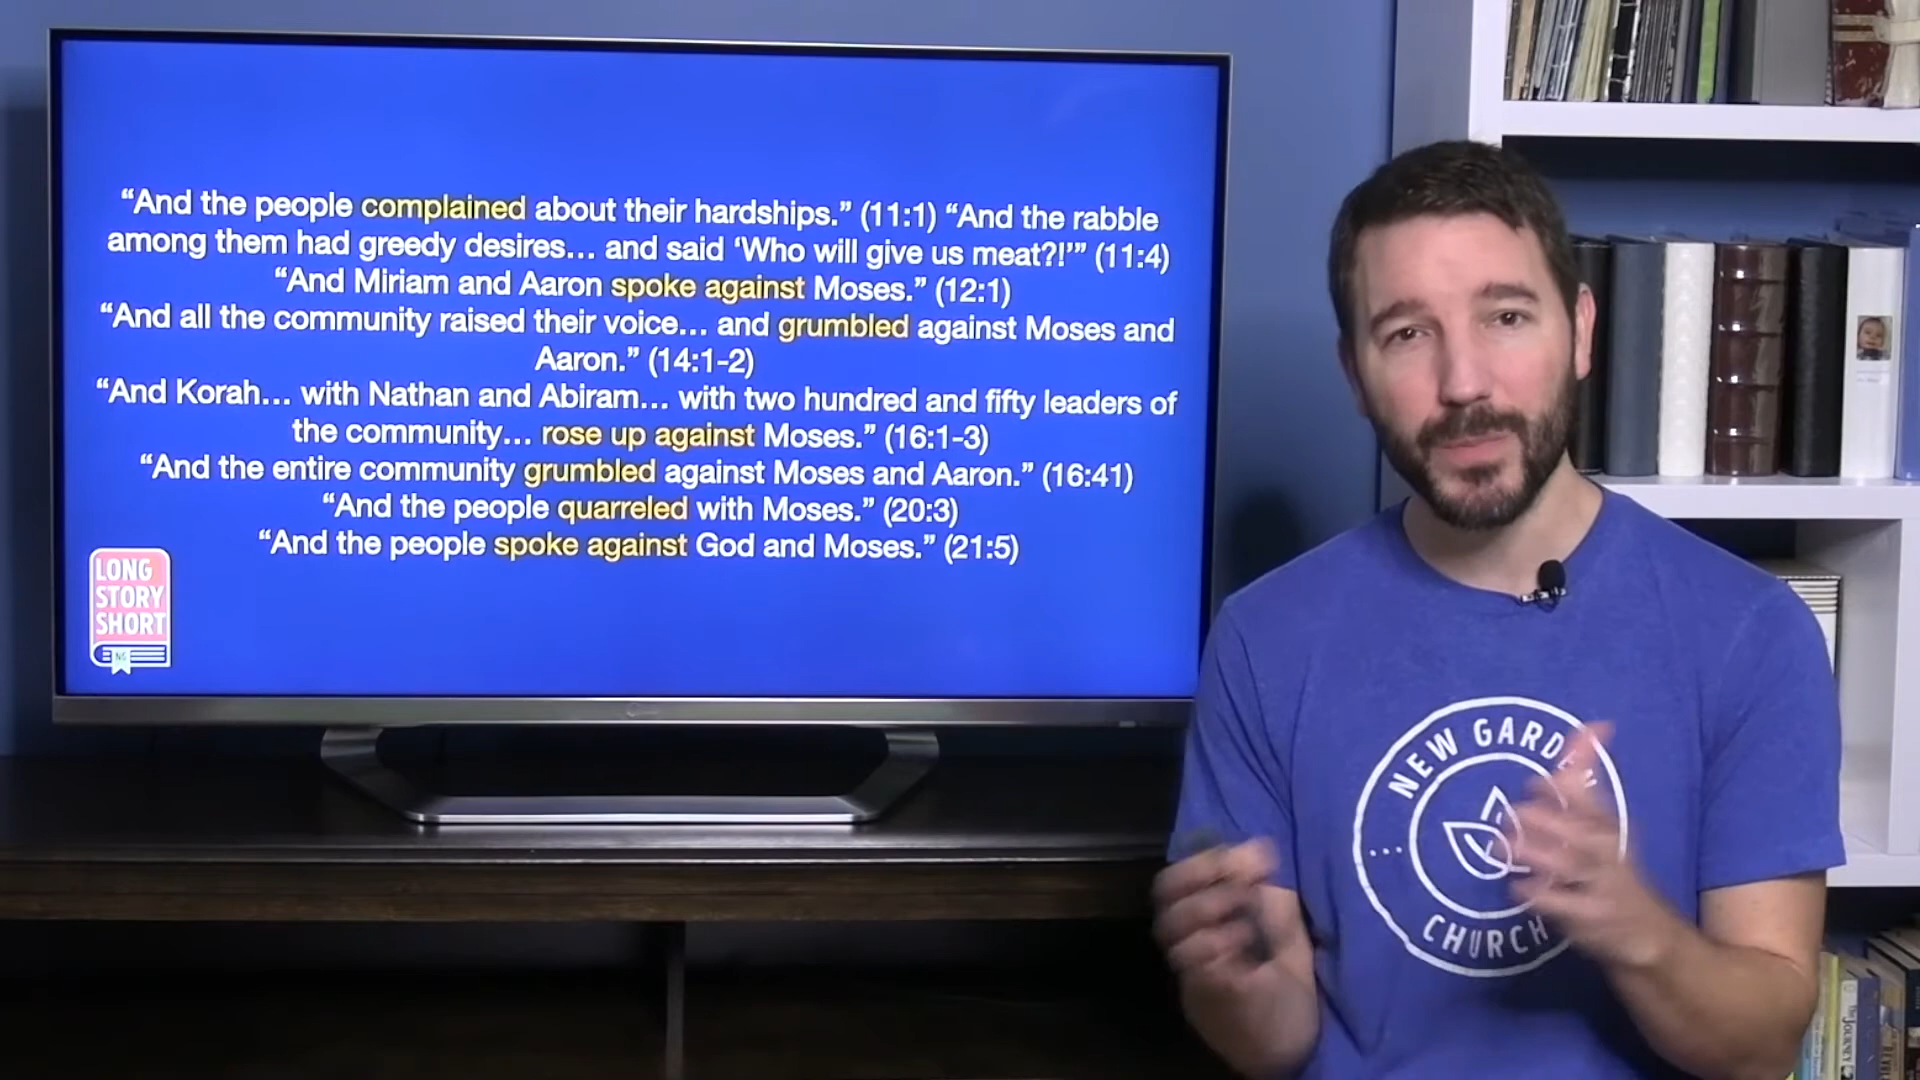 “And the people complained about their hardships.” (11:1) “And the rabble
among them had greedy desires... and said ‘Who will give us meat?!’” (11:4)
“And Miriam and Aaron spoke against Moses.” (12:1)
“And all the community raised their voice... and grumbled against Moses and
Aaron.” (14:1-2)
“And Korah... with Nathan and Abiram... with two hundred and fifty leaders of
the community... rose up against Moses.” (16:1-3)
“And the entire community grumbled against Moses and Aaron.” (16:41)
“And the people quarreled with Moses.” (20:3)
“And the people spoke against God and Moses.” (21:5)
LONG
STORY
SHORT
NG
NEW GARDEN
CHURCH